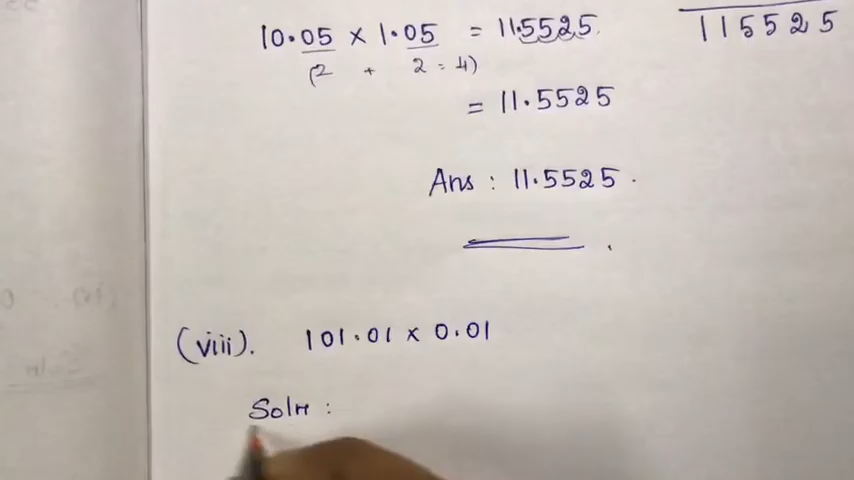 10.05 × 1.05 = 11.5525.
(2 + 2 = 4)
115525
= 11.5525
Ans : 11.5525.
(viii). 101.01 × 0.01
Soln :